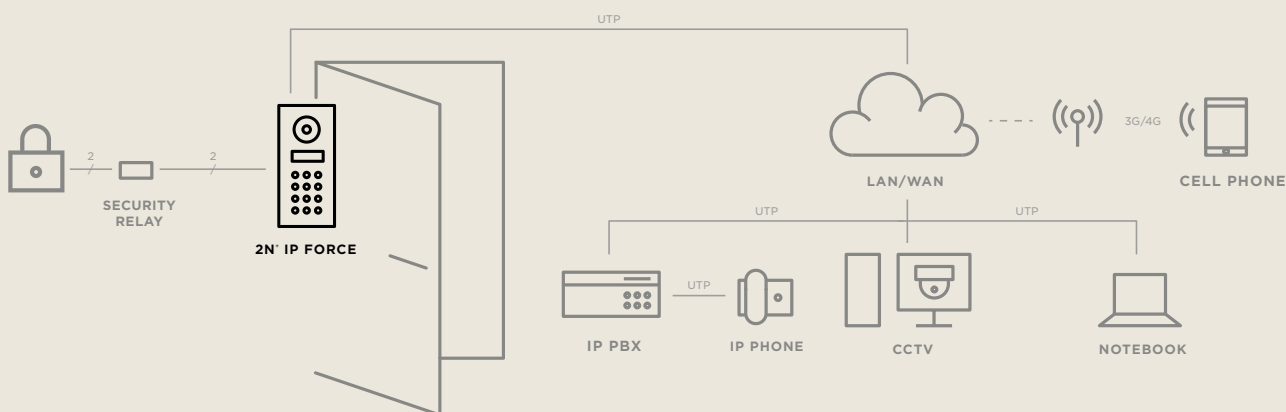 UTP
2
2
3G/4G
SECURITY
RELAY
LAN/WAN
CELL PHONE
2N® IP FORCE
UTP
UTP
UTP
IP PBX
IP PHONE
CCTV
NOTEBOOK